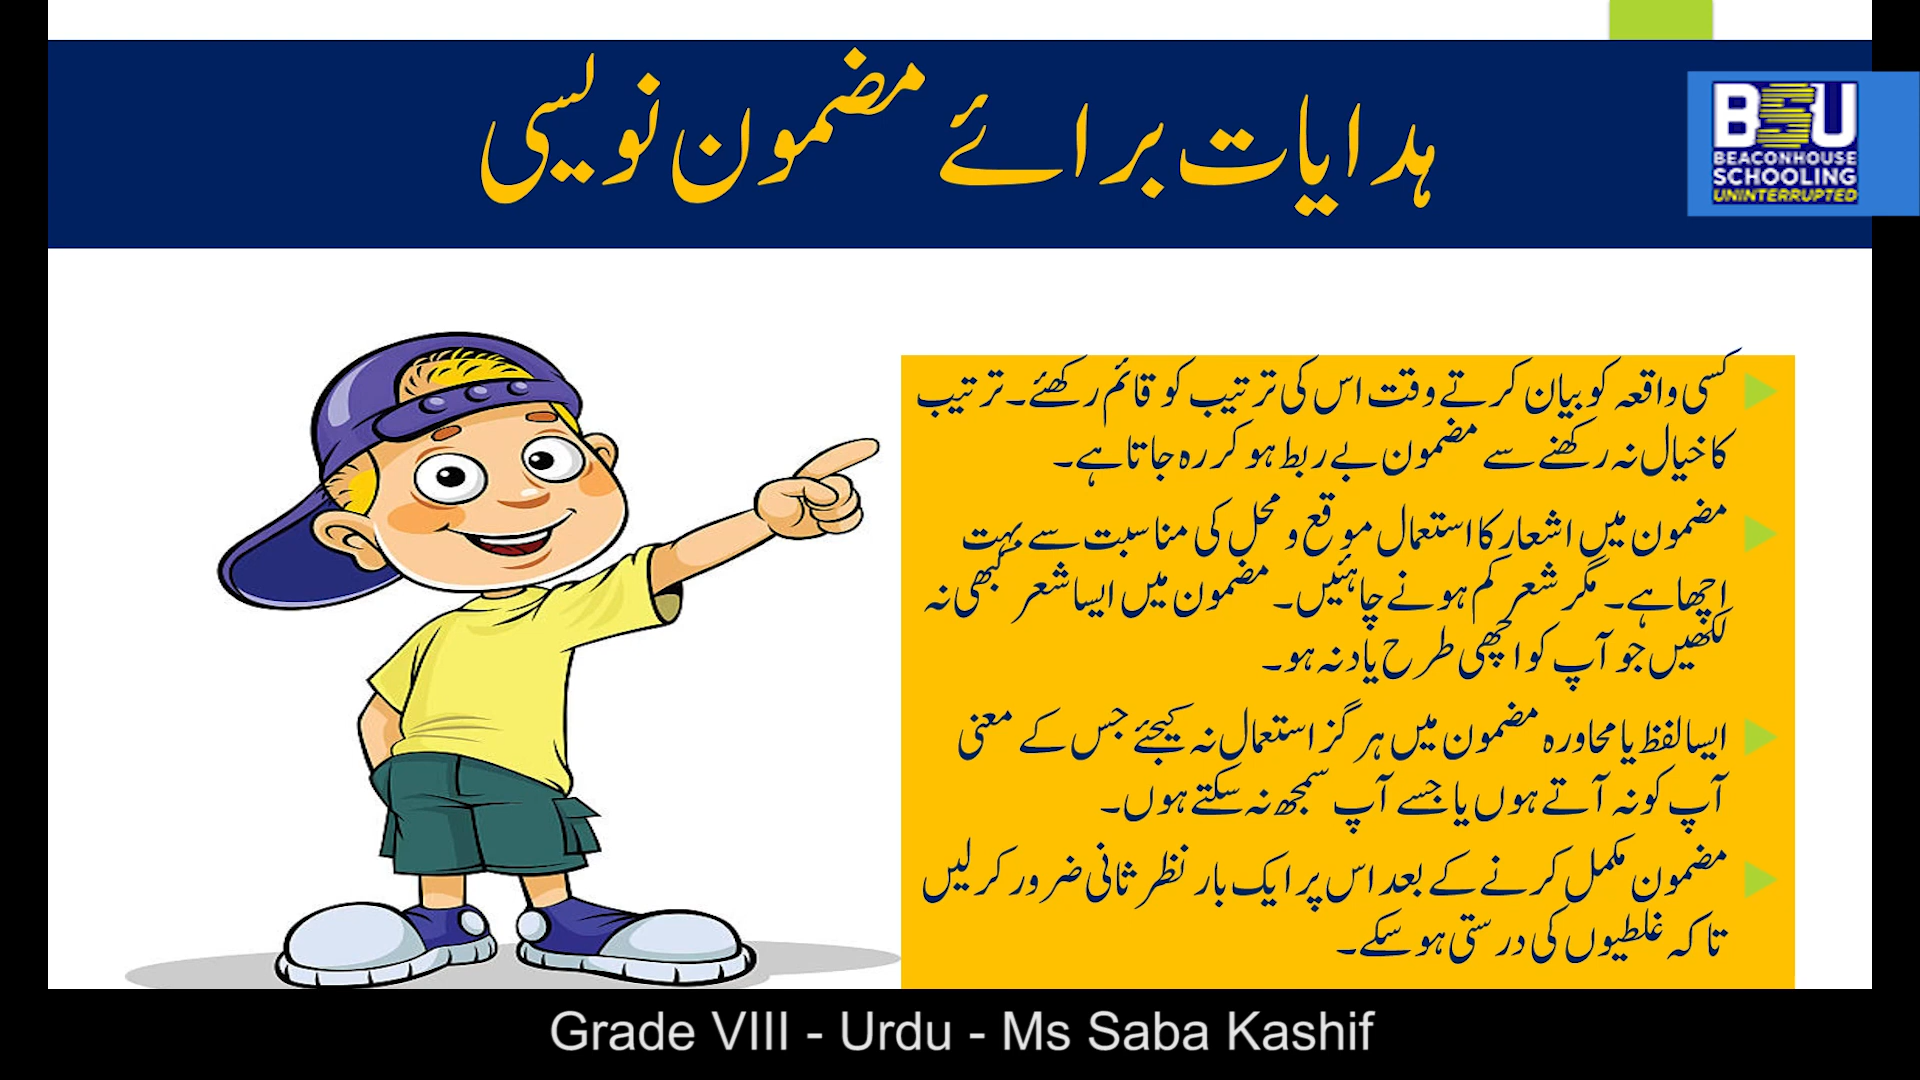 ہدایات برائے مضمون نویسی
BSU
BEACONHOUSE
SCHOOLING
UNINTERRUPTED
کسی واقعہ کو بیان کرتے وقت اس کی ترتیب کو قائم رکھئے۔ ترتیب
کا خیال نہ رکھنے سے مضمون بے ربط ہو کر رہ جاتا ہے۔
مضمون میں اشعار کا استعمال موقع و محل کی مناسبت سے بہت
اچھا ہے۔ مگر شعر کم ہونے چاہئیں۔ مضمون میں ایسا شعر کبھی نہ
لکھیں جو آپ کو اچھی طرح یاد نہ ہو۔
ایسا لفظ یا محاورہ مضمون میں ہرگز استعمال نہ کیجئے جس کے معنی
آپ کو نہ آتے ہوں یا جسے آپ سمجھ نہ سکتے ہوں۔
مضمون مکمل کرنے کے بعد اس پر ایک بار نظر ثانی ضرور کر لیں
تا کہ غلطیوں کی درستی ہو سکے۔
Grade VIII - Urdu - Ms Saba Kashif